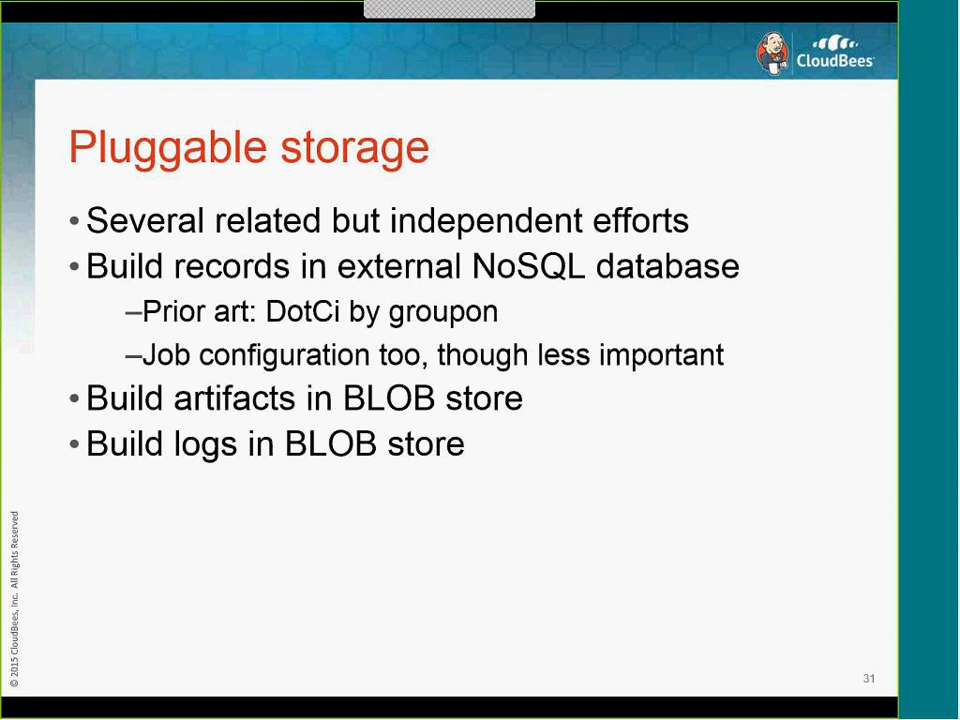 CloudBees
Pluggable storage
• Several related but independent efforts
• Build records in external NoSQL database
–Prior art: DotCi by groupon
–Job configuration too, though less important
• Build artifacts in BLOB store
• Build logs in BLOB store
© 2015 CloudBees, Inc. All Rights Reserved
31